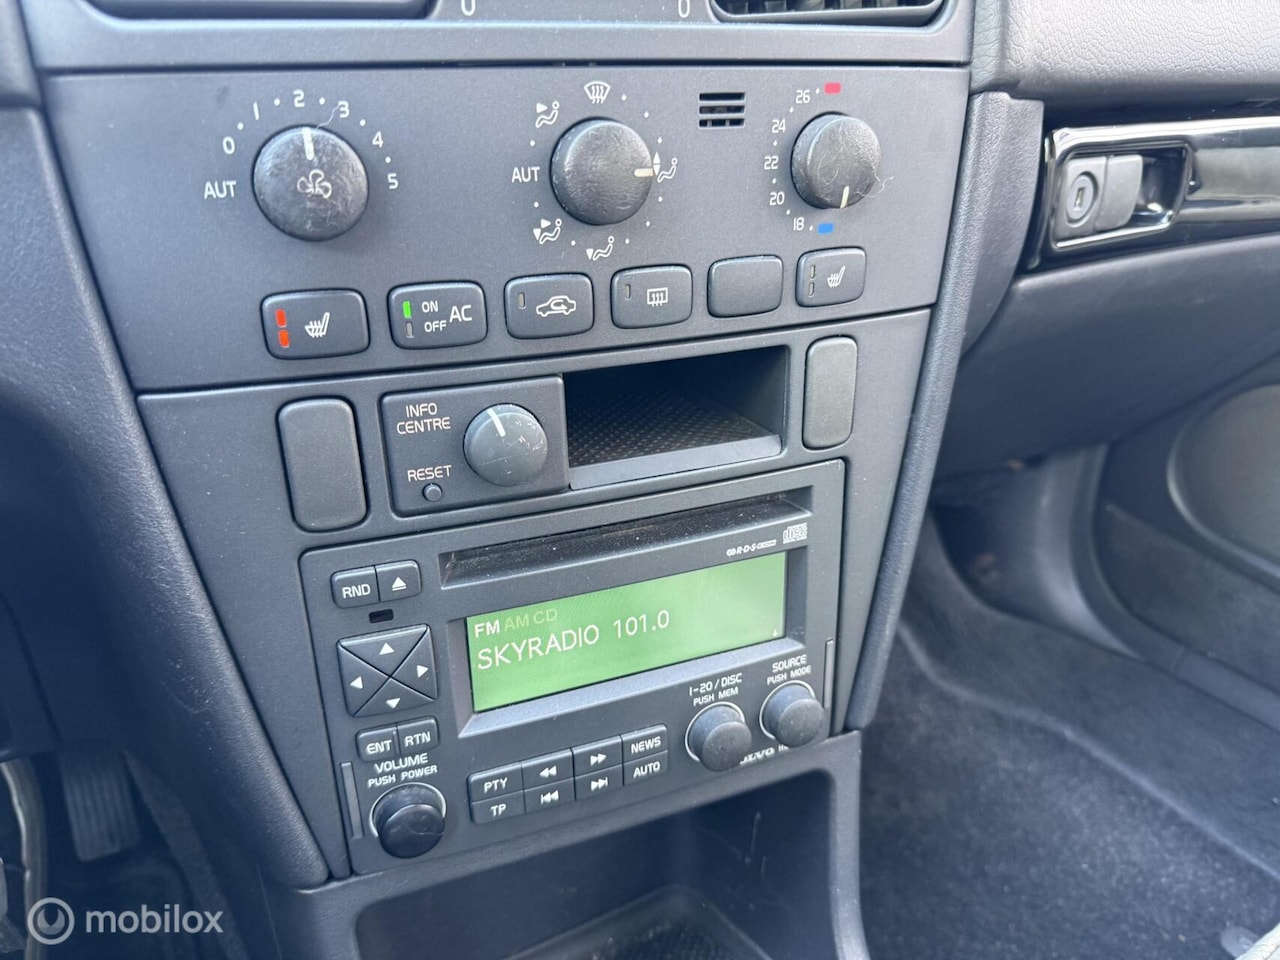 0 0
0 1 2 3 4 5
AUT
AUT
26
24
22
20
18
ON
OFF AC
INFO
CENTRE
RESET
R·D·S
RND
FM AM CD
SKYRADIO 101.0
1-20/DISC
PUSH MEM
SOURCE
PUSH MODE
ENT RTN
VOLUME
PUSH POWER
PTY NEWS
TP AUTO
mobilox